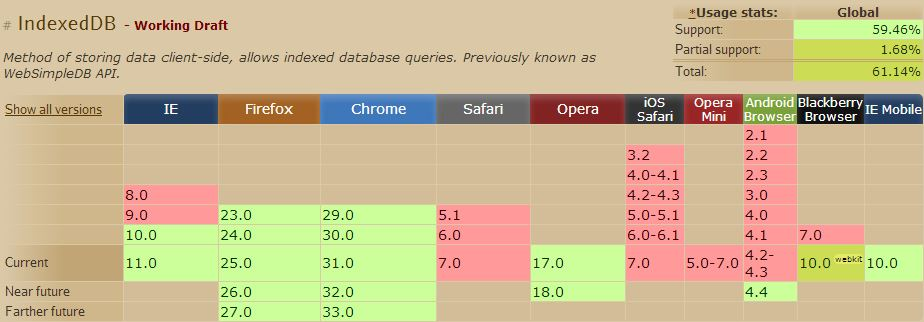 # IndexedDB - Working Draft
*Usage stats: Global
Support: 59.46%
Partial support: 1.68%
Total: 61.14%
Method of storing data client-side, allows indexed database queries. Previously known as
WebSimpleDB API.
Show all versions IE Firefox Chrome Safari Opera iOS Safari Opera Mini Android Browser Blackberry Browser IE Mobile
2.1
3.2 2.2
4.0-4.1 2.3
8.0 4.2-4.3 3.0
9.0 23.0 29.0 5.1 5.0-5.1 4.0
10.0 24.0 30.0 6.0 6.0-6.1 4.1 7.0
Current 11.0 25.0 31.0 7.0 17.0 7.0 5.0-7.0 4.2-4.3 10.0 webkit 10.0
Near future 26.0 32.0 18.0 4.4
Farther future 27.0 33.0